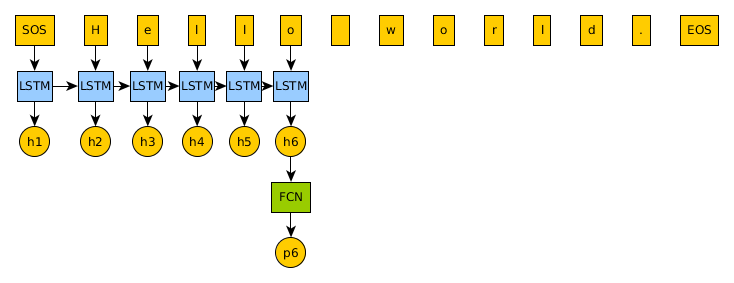 SOS H e l l o w o r l d . EOS
LSTM LSTM LSTM LSTM LSTM LSTM
h1 h2 h3 h4 h5 h6
FCN
p6